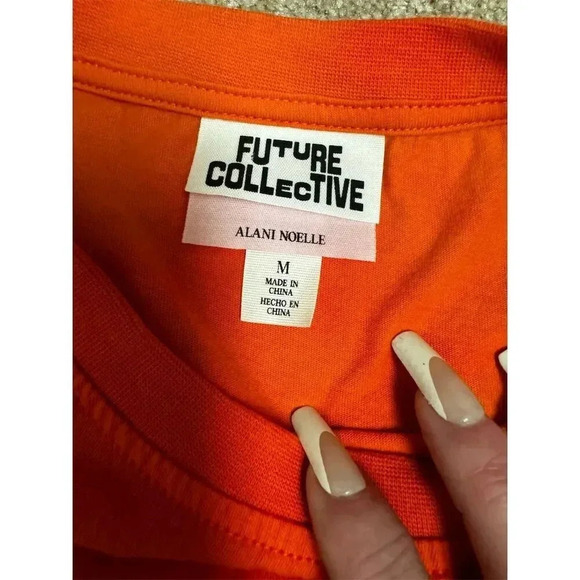 FUTURE
COLLECTIVE
ALANI NOELLE
M
MADE IN
CHINA
HECHO EN
CHINA